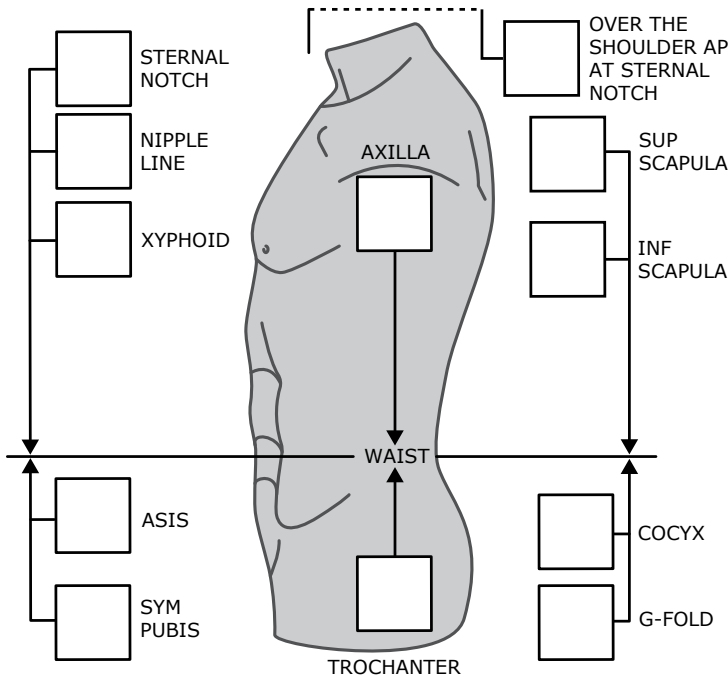 STERNAL
NOTCH
OVER THE
SHOULDER AP
AT STERNAL
NOTCH
NIPPLE
LINE
AXILLA
SUP
SCAPULA
XYPHOID
INF
SCAPULA
WAIST
ASIS
COCYX
SYM
PUBIS
G-FOLD
TROCHANTER